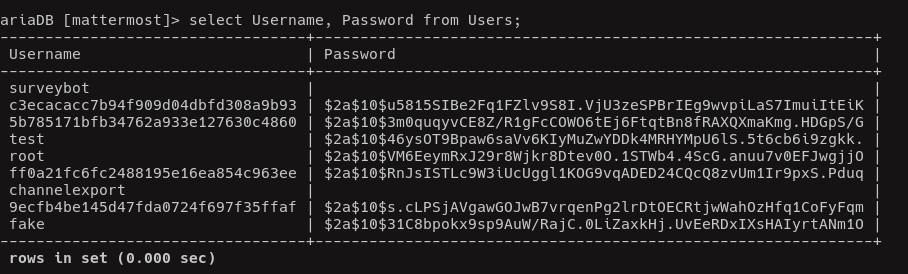 ariaDB [mattermost]> select Username, Password from Users;
----------------------------------+--------------------------------------------------------------+
Username | Password |
----------------------------------+--------------------------------------------------------------+
surveybot | |
c3ecacacc7b94f909d04dbfd308a9b93 | $2a$10$u5815SIBe2Fq1FZlv9S8I.VjU3zeSPBrIEg9wvpiLaS7ImuiItEiK |
5b785171bfb34762a933e127630c4860 | $2a$10$3m0quqyvCE8Z/R1gFcCOWO6tEj6FtqtBn8fRAXQXmaKmg.HDGpS/G |
test | $2a$10$46ysOT9Bpaw6saVv6KIyMuZwYDDk4MRHYMpU6lS.5t6cb6i9zgkk. |
root | $2a$10$VM6EeymRxJ29r8Wjkr8Dtev0O.1STWb4.4ScG.anuu7v0EFJwgjjO |
ff0a21fc6fc2488195e16ea854c963ee | $2a$10$RnJsISTLc9W3iUcUggl1KOG9vqADED24CQcQ8zvUm1Ir9pxS.Pduq |
channelexport | |
9ecfb4be145d47fda0724f697f35ffaf | $2a$10$s.cLPSjAVgawGOJwB7vrqenPg2lrDtOECRtjwWahOzHfq1CoFyFqm |
fake | $2a$10$31C8bpokx9sp9AuW/RajC.0LiZaxkHj.UvEeRDxIXsHAIyrtANm1O |
----------------------------------+--------------------------------------------------------------+
rows in set (0.000 sec)